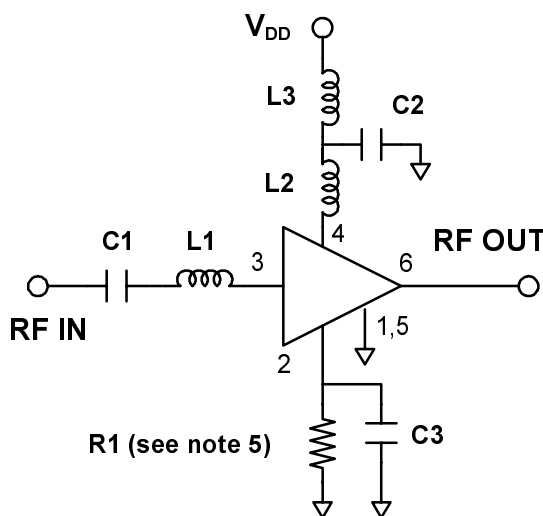 VDD
L3
C2
L2
C1
L1
3
4
6
RF OUT
RF IN
1,5
2
R1 (see note 5)
C3